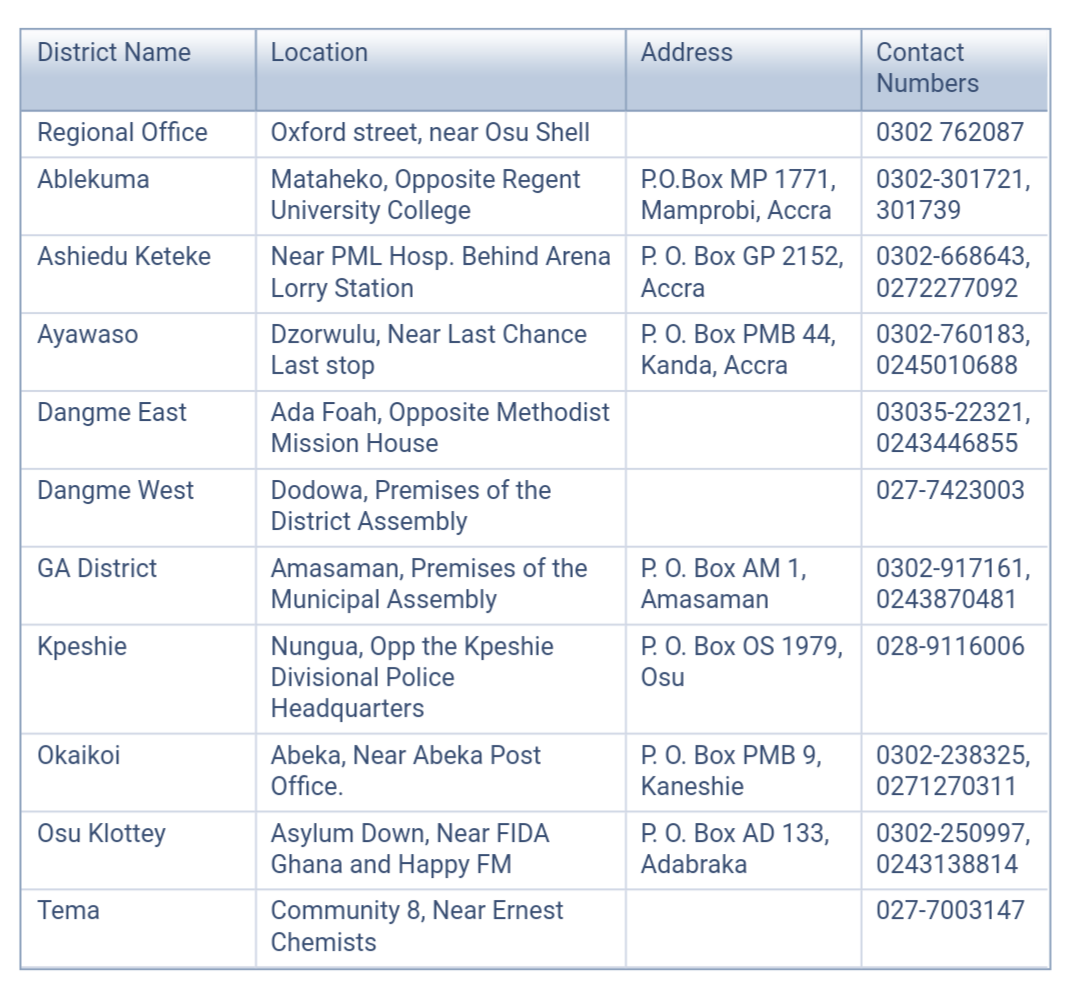 District Name
Location
Address
Contact
Numbers
Regional Office
Oxford street, near Osu Shell
0302 762087
Ablekuma
Mataheko, Opposite Regent
University College
P.O.Box MP 1771,
Mamprobi, Accra
0302-301721,
301739
Ashiedu Keteke
Near PML Hosp. Behind Arena
Lorry Station
P. O. Box GP 2152,
Accra
0302-668643,
0272277092
Ayawaso
Dzorwulu, Near Last Chance
Last stop
P. O. Box PMB 44,
Kanda, Accra
0302-760183,
0245010688
Dangme East
Ada Foah, Opposite Methodist
Mission House
03035-22321,
0243446855
Dangme West
Dodowa, Premises of the
District Assembly
027-7423003
GA District
Amasaman, Premises of the
Municipal Assembly
P. O. Box AM 1,
Amasaman
0302-917161,
0243870481
Kpeshie
Nungua, Opp the Kpeshie
Divisional Police
Headquarters
P. O. Box OS 1979,
Osu
028-9116006
Okaikoi
Abeka, Near Abeka Post
Office.
P. O. Box PMB 9,
Kaneshie
0302-238325,
0271270311
Osu Klottey
Asylum Down, Near FIDA
Ghana and Happy FM
P. O. Box AD 133,
Adabraka
0302-250997,
0243138814
Tema
Community 8, Near Ernest
Chemists
027-7003147